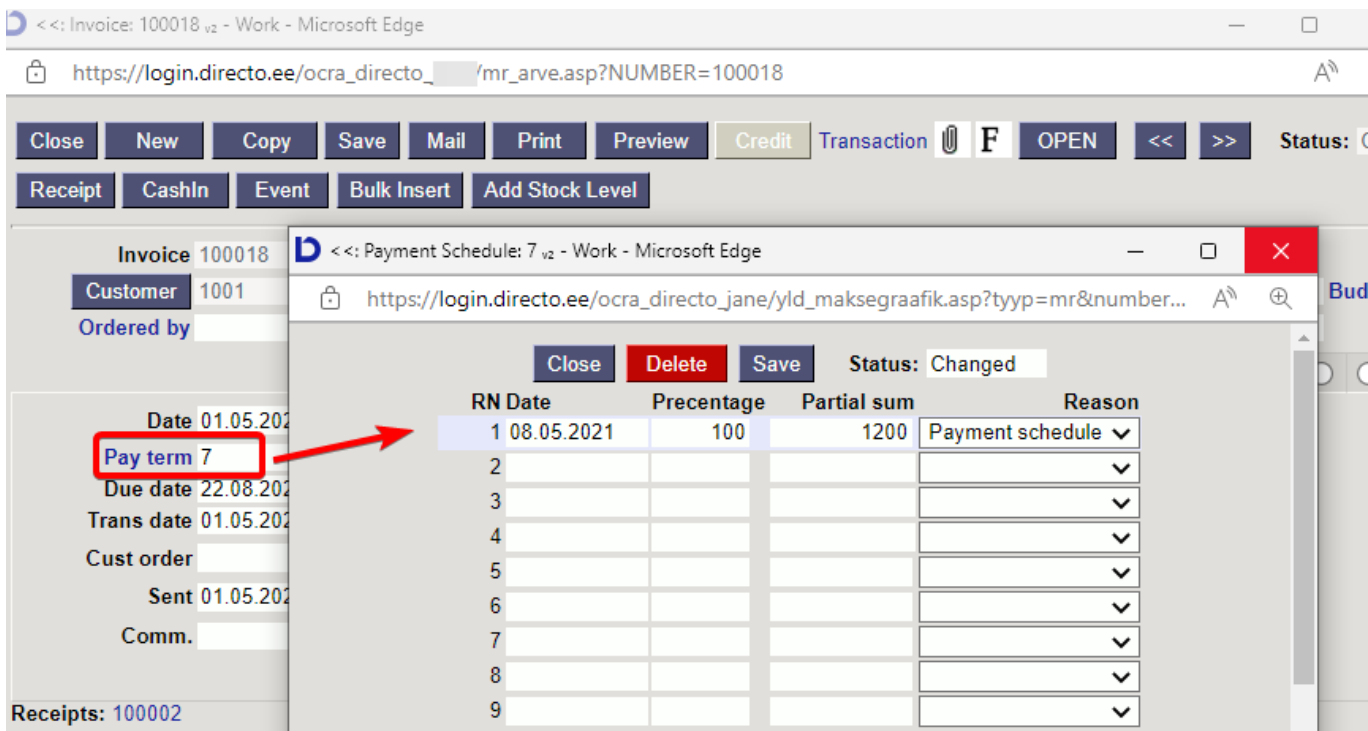 <<: Invoice: 100018 v2 - Work - Microsoft Edge
https://login.directo.ee/ocra_directo_ /mr_arve.asp?NUMBER=100018
Close New Copy Save Mail Print Preview Credit Transaction F OPEN << >> Status:
Receipt CashIn Event Bulk Insert Add Stock Level
Invoice 100018
Customer 1001
Ordered by
Date 01.05.202
Pay term 7
Due date 22.08.202
Trans date 01.05.202
Cust order
Sent 01.05.202
Comm.
Receipts: 100002
<<: Payment Schedule: 7 v2 - Work - Microsoft Edge
https://login.directo.ee/ocra_directo_jane/yld_maksegraafik.asp?tyyp=mr&number...
Close Delete Save Status: Changed
RN Date Precentage Partial sum Reason
1 08.05.2021 100 1200 Payment schedule
2
3
4
5
6
7
8
9
Bud